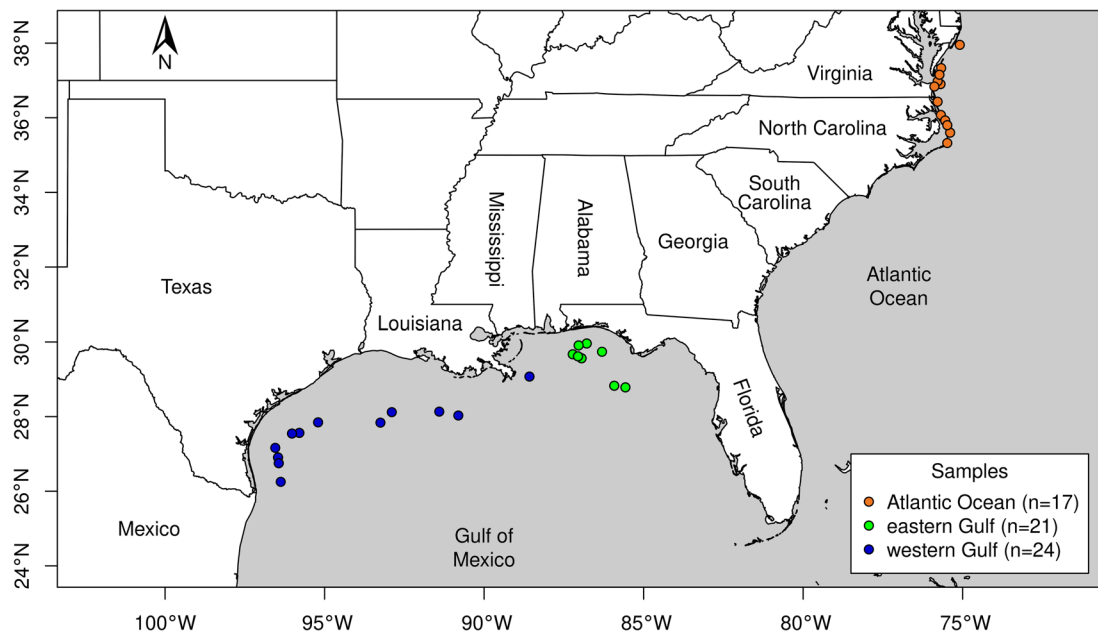 38°N
36°N
34°N
32°N
30°N
28°N
26°N
24°N
N
Virginia
North Carolina
South
Carolina
Mississippi
Alabama
Georgia
Texas
Louisiana
Atlantic
Ocean
Florida
Mexico
Gulf of
Mexico
Samples
Atlantic Ocean (n=17)
eastern Gulf (n=21)
western Gulf (n=24)
100°W
95°W
90°W
85°W
80°W
75°W